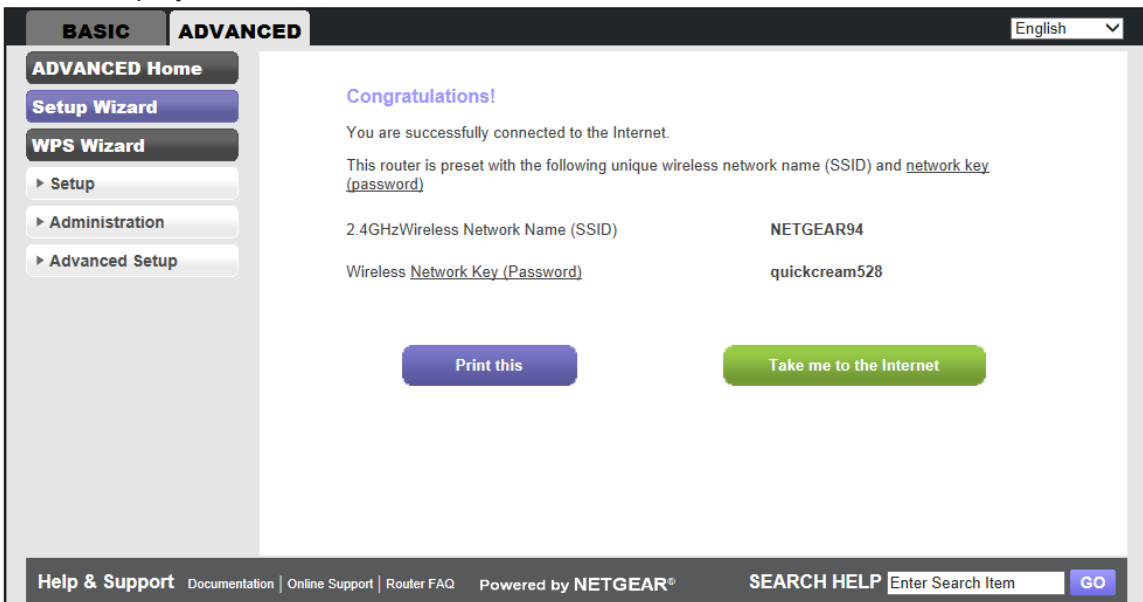 BASIC ADVANCED English
ADVANCED Home
Setup Wizard
WPS Wizard
Setup
Administration
Advanced Setup
Congratulations!
You are successfully connected to the Internet.
This router is preset with the following unique wireless network name (SSID) and network key
(password)
2.4GHzWireless Network Name (SSID) NETGEAR94
Wireless Network Key (Password) quickcream528
Print this Take me to the Internet
Help & Support Documentation | Online Support | Router FAQ Powered by NETGEAR® SEARCH HELP Enter Search Item GO